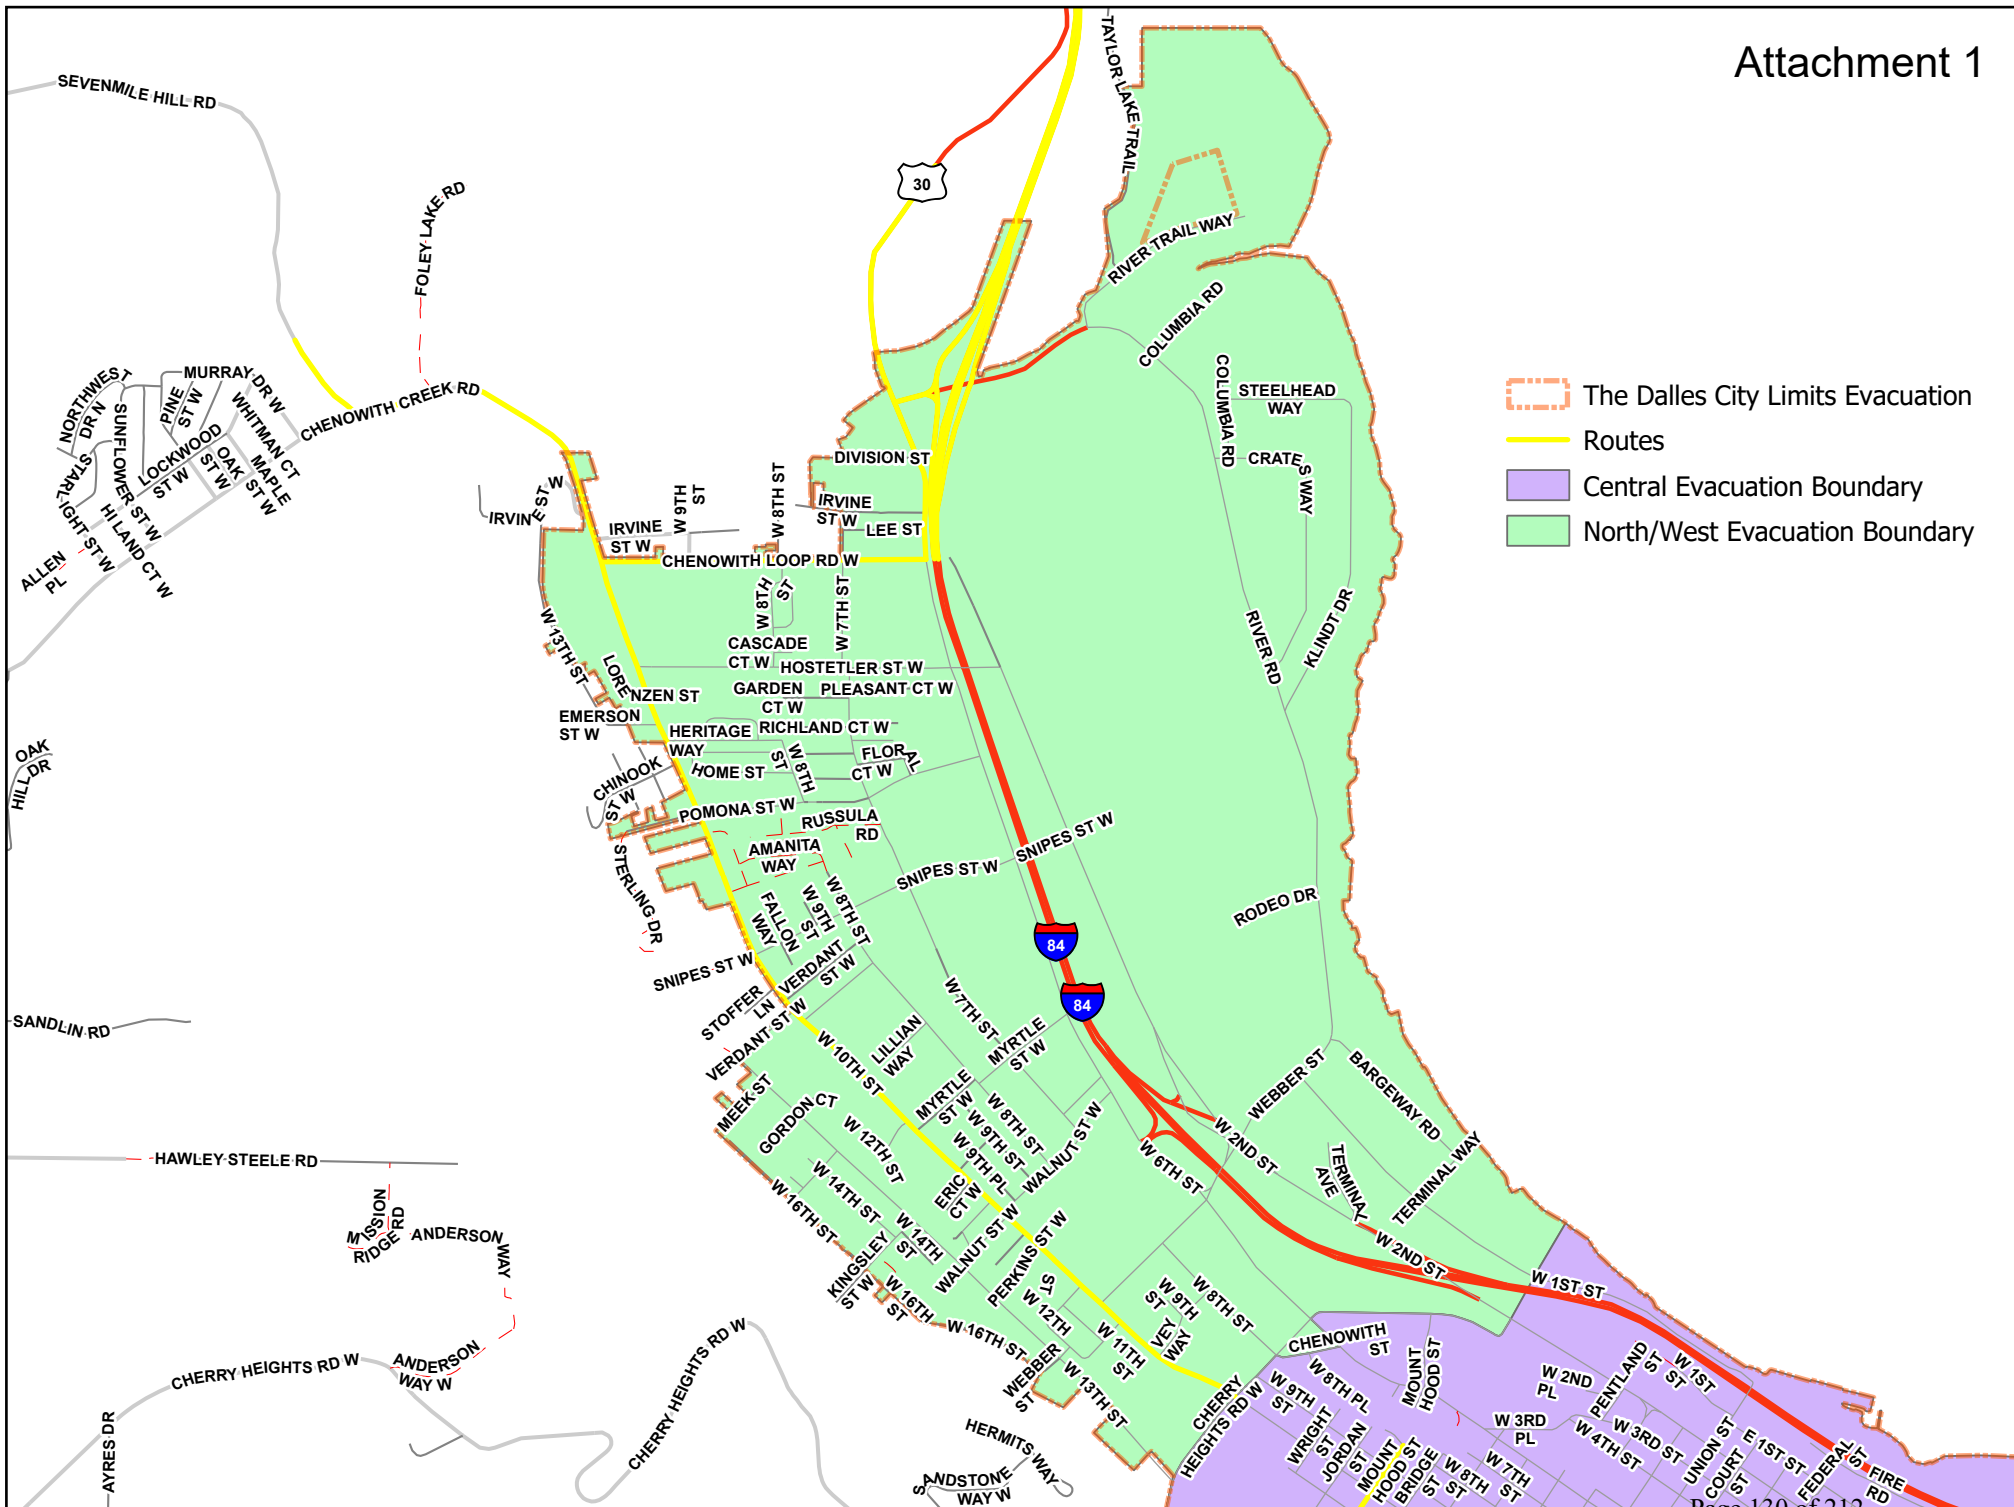 Attachment 1
SEVENMILE HILL RD
TAYLOR LAKE TRAIL
30
FOLEY LAKE RD
RIVER TRAIL WAY
COLUMBIA RD
COLUMBIA RD
STEELHEAD
WAY
CRATES WAY
KLINDT DR
RIVER RD
The Dalles City Limits Evacuation
Routes
Central Evacuation Boundary
North/West Evacuation Boundary
NORTHWEST
DR N
MURRAY DR W
PINE
ST W
WHITMAN CT
CHENOWITH CREEK RD
SUNFLOWER ST W
LOCKWOOD
ST W
OAK
ST W
MAPLE
ST W
STARLIGHT ST W
HI LAND CT W
ALLEN
PL
DIVISION ST
IRVINE ST W
IRVINE
ST W
W 9TH
ST
W 8TH ST
IRVINE
ST W
LEE ST
CHENOWITH LOOP RD W
W 8TH
ST
W 7TH ST
W 13TH ST
CASCADE
CT W
HOSTETLER ST W
LORENZEN ST
GARDEN
CT W
PLEASANT CT W
EMERSON
ST W
HERITAGE
WAY
RICHLAND CT W
HOME ST
W 8TH
ST
FLORAL
CT W
OAK
HILL DR
CHINOOK
ST W
POMONA ST W
RUSSULA
RD
AMANITA
WAY
STERLING DR
SNIPES ST W
SNIPES ST W
FALLON
WAY
W 9TH
ST
W 8TH ST
RODEO DR
84
84
SNIPES ST W
VERDANT
ST W
STOFFER
LN
VERDANT ST W
W 7TH ST
LILLIAN
WAY
MYRTLE
ST W
SANDLIN RD
W 10TH ST
MYRTLE
ST W
W 8TH ST
W 9TH ST
W 9TH PL
MEEK ST
GORDON CT
W 12TH ST
WALNUT ST W
WEBBER ST
BARGEWAY RD
TERMINAL WAY
TERMINAL
AVE
W 2ND ST
W 6TH ST
HAWLEY STEELE RD
MISSION
RIDGE RD
ANDERSON WAY
W 14TH ST
W 16TH ST
ERIC
CT W
W 14TH
ST
WALNUT ST W
PERKINS ST W
KINGSLEY
ST W
W 16TH
ST
W 2ND ST
W 1ST ST
W 12TH
ST
W 9TH
ST
W 8TH ST
VEY
WAY
W 11TH
ST
W 16TH ST
WEBBER
ST
W 13TH ST
CHERRY HEIGHTS RD W
ANDERSON
WAY W
CHERRY HEIGHTS RD W
CHENOWITH
ST
MOUNT
HOOD ST
PENTLAND
ST
W 1ST
ST
W 2ND
PL
W 8TH PL
W 9TH
ST
CHERRY
HEIGHTS RD W
WRIGHT
ST
JORDAN
ST
MOUNT
HOOD ST
BRIDGE
ST
W 8TH
ST
W 7TH
ST
W 3RD
PL
W 4TH ST
W 3RD ST
UNION ST
COURT
ST
E 1ST ST
FEDERAL
ST
FIRE
RD
AYRES DR
HERMITS WAY
SANDSTONE
WAY W
Page 130 of 212